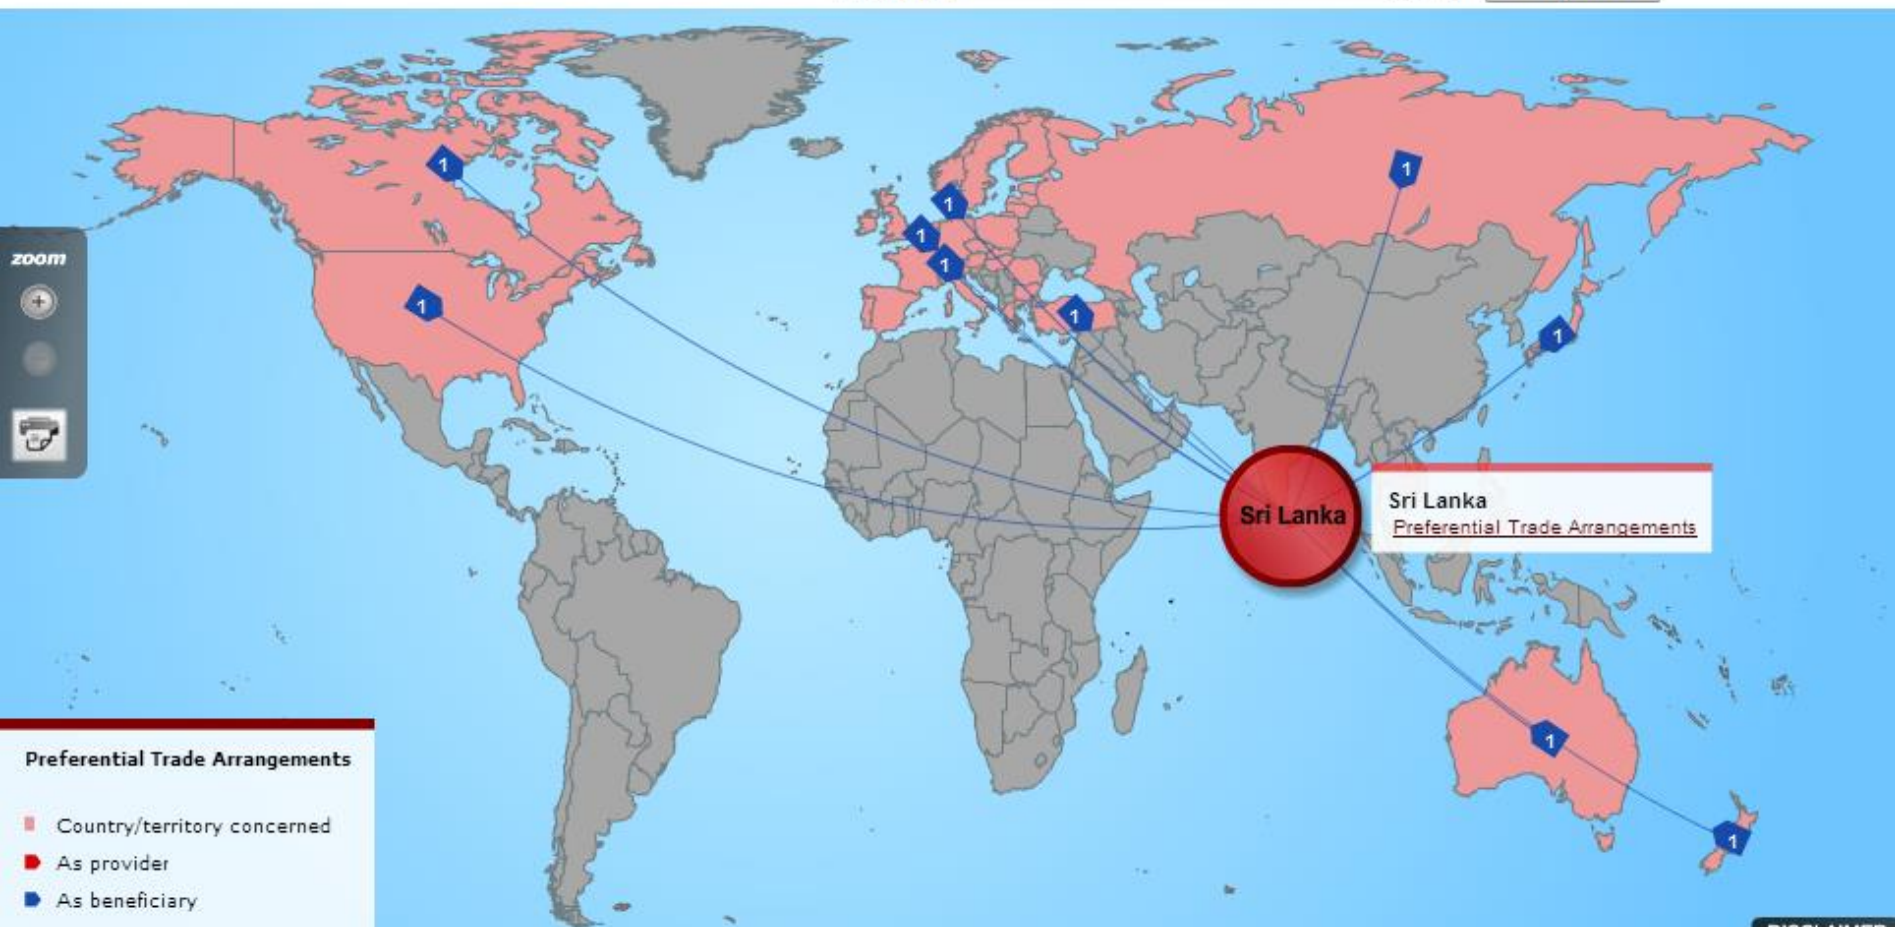 zoom
1
1
1
1
1
1
1
1
1
1
Sri Lanka
Sri Lanka
Preferential Trade Arrangements
Preferential Trade Arrangements
Country/territory concerned
As provider
As beneficiary